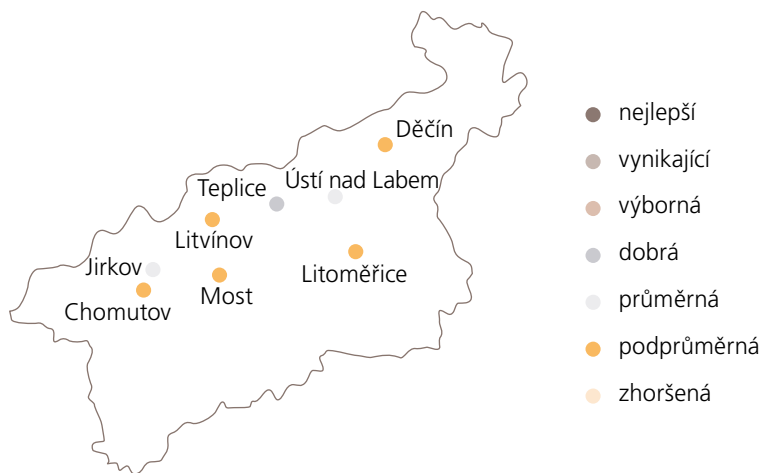 Děčín
Ústí nad Labem
Teplice
Litvínov
Litoměřice
Jirkov
Most
Chomutov
nejlepší
vynikající
výborná
dobrá
průměrná
podprůměrná
zhoršená